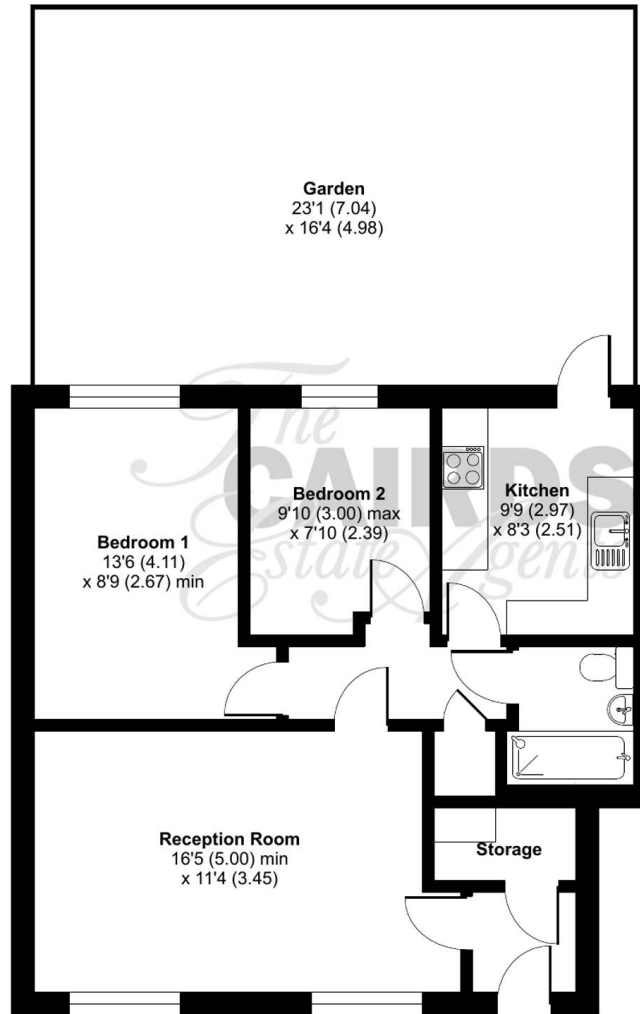 Garden
23'1 (7.04)
x 16'4 (4.98)
The
CAIRDS
Estate Agents
Bedroom 1
13'6 (4.11)
x 8'9 (2.67) min
Bedroom 2
9'10 (3.00) max
x 7'10 (2.39)
Kitchen
9'9 (2.97)
x 8'3 (2.51)
Reception Room
16'5 (5.00) min
x 11'4 (3.45)
Storage